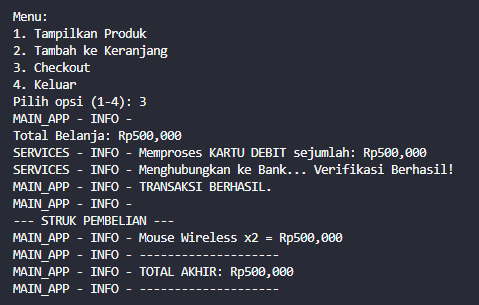 Menu:
1. Tampilkan Produk
2. Tambah ke Keranjang
3. Checkout
4. Keluar
Pilih opsi (1-4): 3
MAIN_APP - INFO -
Total Belanja: Rp500,000
SERVICES - INFO - Memproses KARTU DEBIT sejumlah: Rp500,000
SERVICES - INFO - Menghubungkan ke Bank... Verifikasi Berhasil!
MAIN_APP - INFO - TRANSAKSI BERHASIL.
MAIN_APP - INFO -
--- STRUK PEMBELIAN ---
MAIN_APP - INFO - Mouse Wireless x2 = Rp500,000
MAIN_APP - INFO - --------------------
MAIN_APP - INFO - TOTAL AKHIR: Rp500,000
MAIN_APP - INFO - --------------------